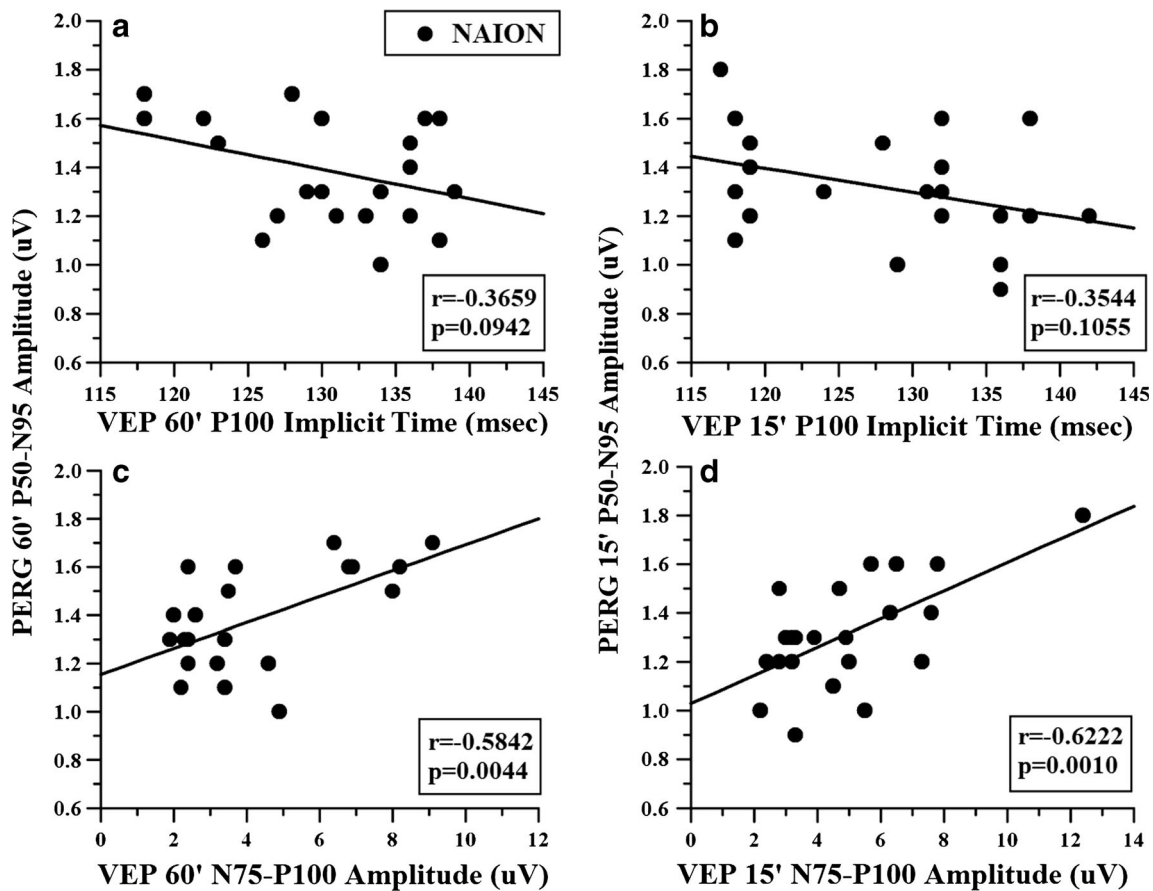 a
NAION
2.0
1.8
1.6
1.4
1.2
1.0
0.8
0.6
r=-0.3659
p=0.0942
115 120 125 130 135 140 145
VEP 60' P100 Implicit Time (msec)
PERG 60' P50-N95 Amplitude (uV)
b
2.0
1.8
1.6
1.4
1.2
1.0
0.8
0.6
r=-0.3544
p=0.1055
115 120 125 130 135 140 145
VEP 15' P100 Implicit Time (msec)
PERG 15' P50-N95 Amplitude (uV)
c
2.0
1.8
1.6
1.4
1.2
1.0
0.8
0.6
r=-0.5842
p=0.0044
0 2 4 6 8 10 12
VEP 60' N75-P100 Amplitude (uV)
d
2.0
1.8
1.6
1.4
1.2
1.0
0.8
0.6
r=-0.6222
p=0.0010
0 2 4 6 8 10 12 14
VEP 15' N75-P100 Amplitude (uV)